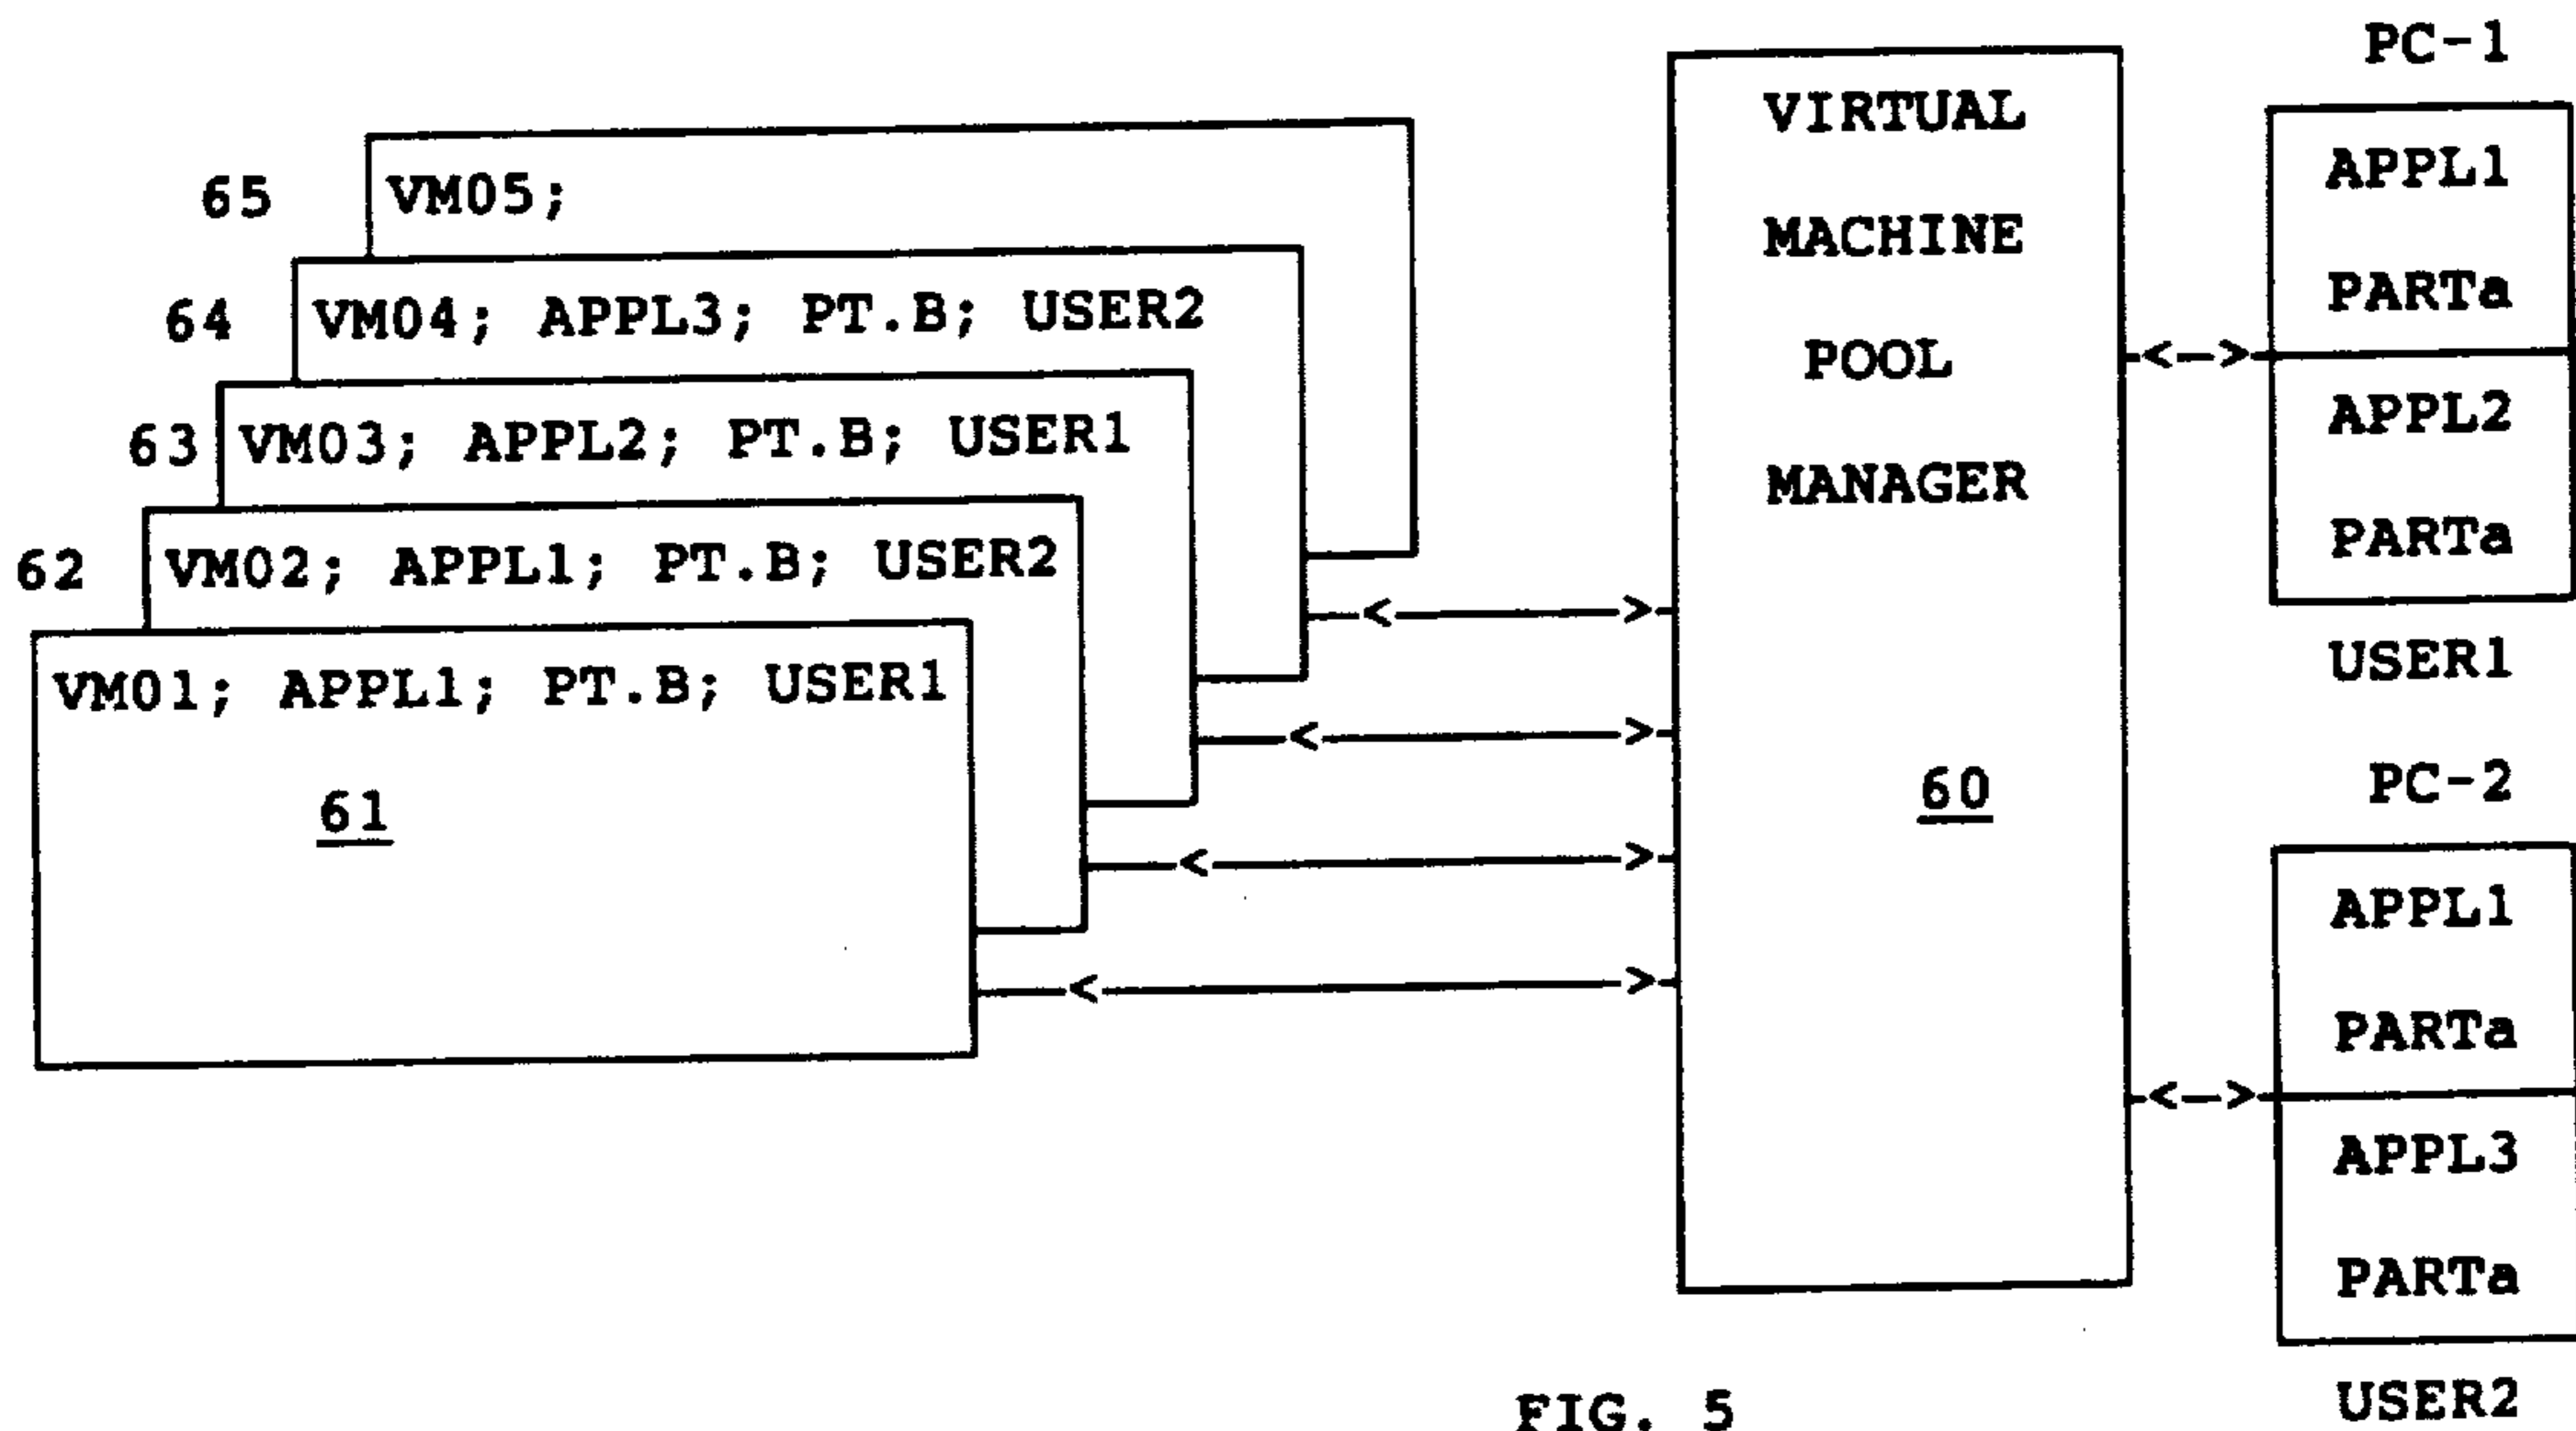 65
VM05;
64
VM04; APPL3; PT.B; USER2
63
VM03; APPL2; PT.B; USER1
62
VM02; APPL1; PT.B; USER2
VM01; APPL1; PT.B; USER1
61
VIRTUAL
MACHINE
POOL
MANAGER
60
PC-1
APPL1
PARTa
APPL2
PARTa
USER1
PC-2
APPL1
PARTa
APPL3
PARTa
USER2
FIG. 5